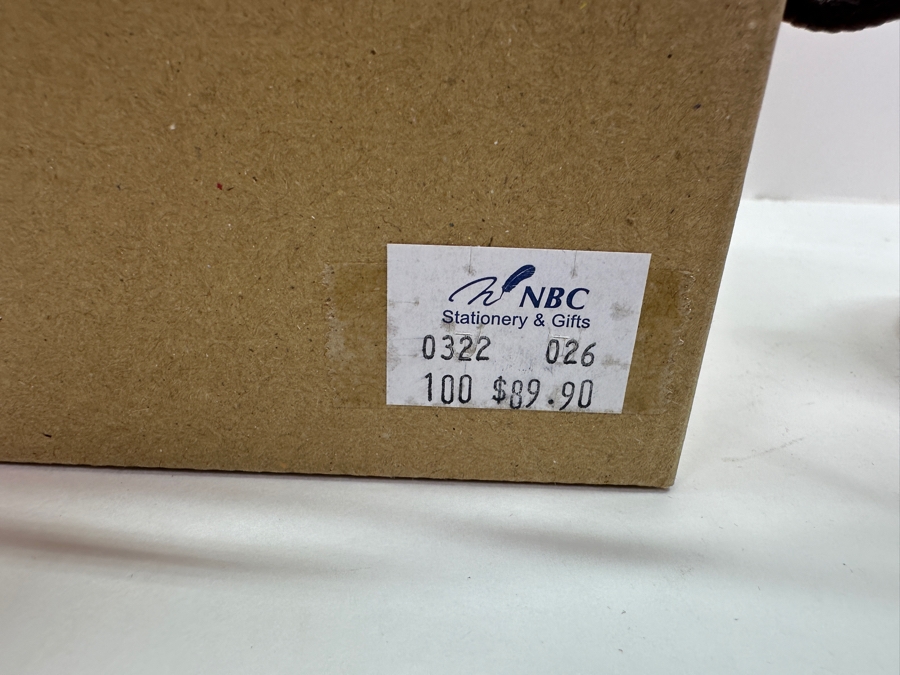 NBC
Stationery & Gifts
0322 026
100 $89.90